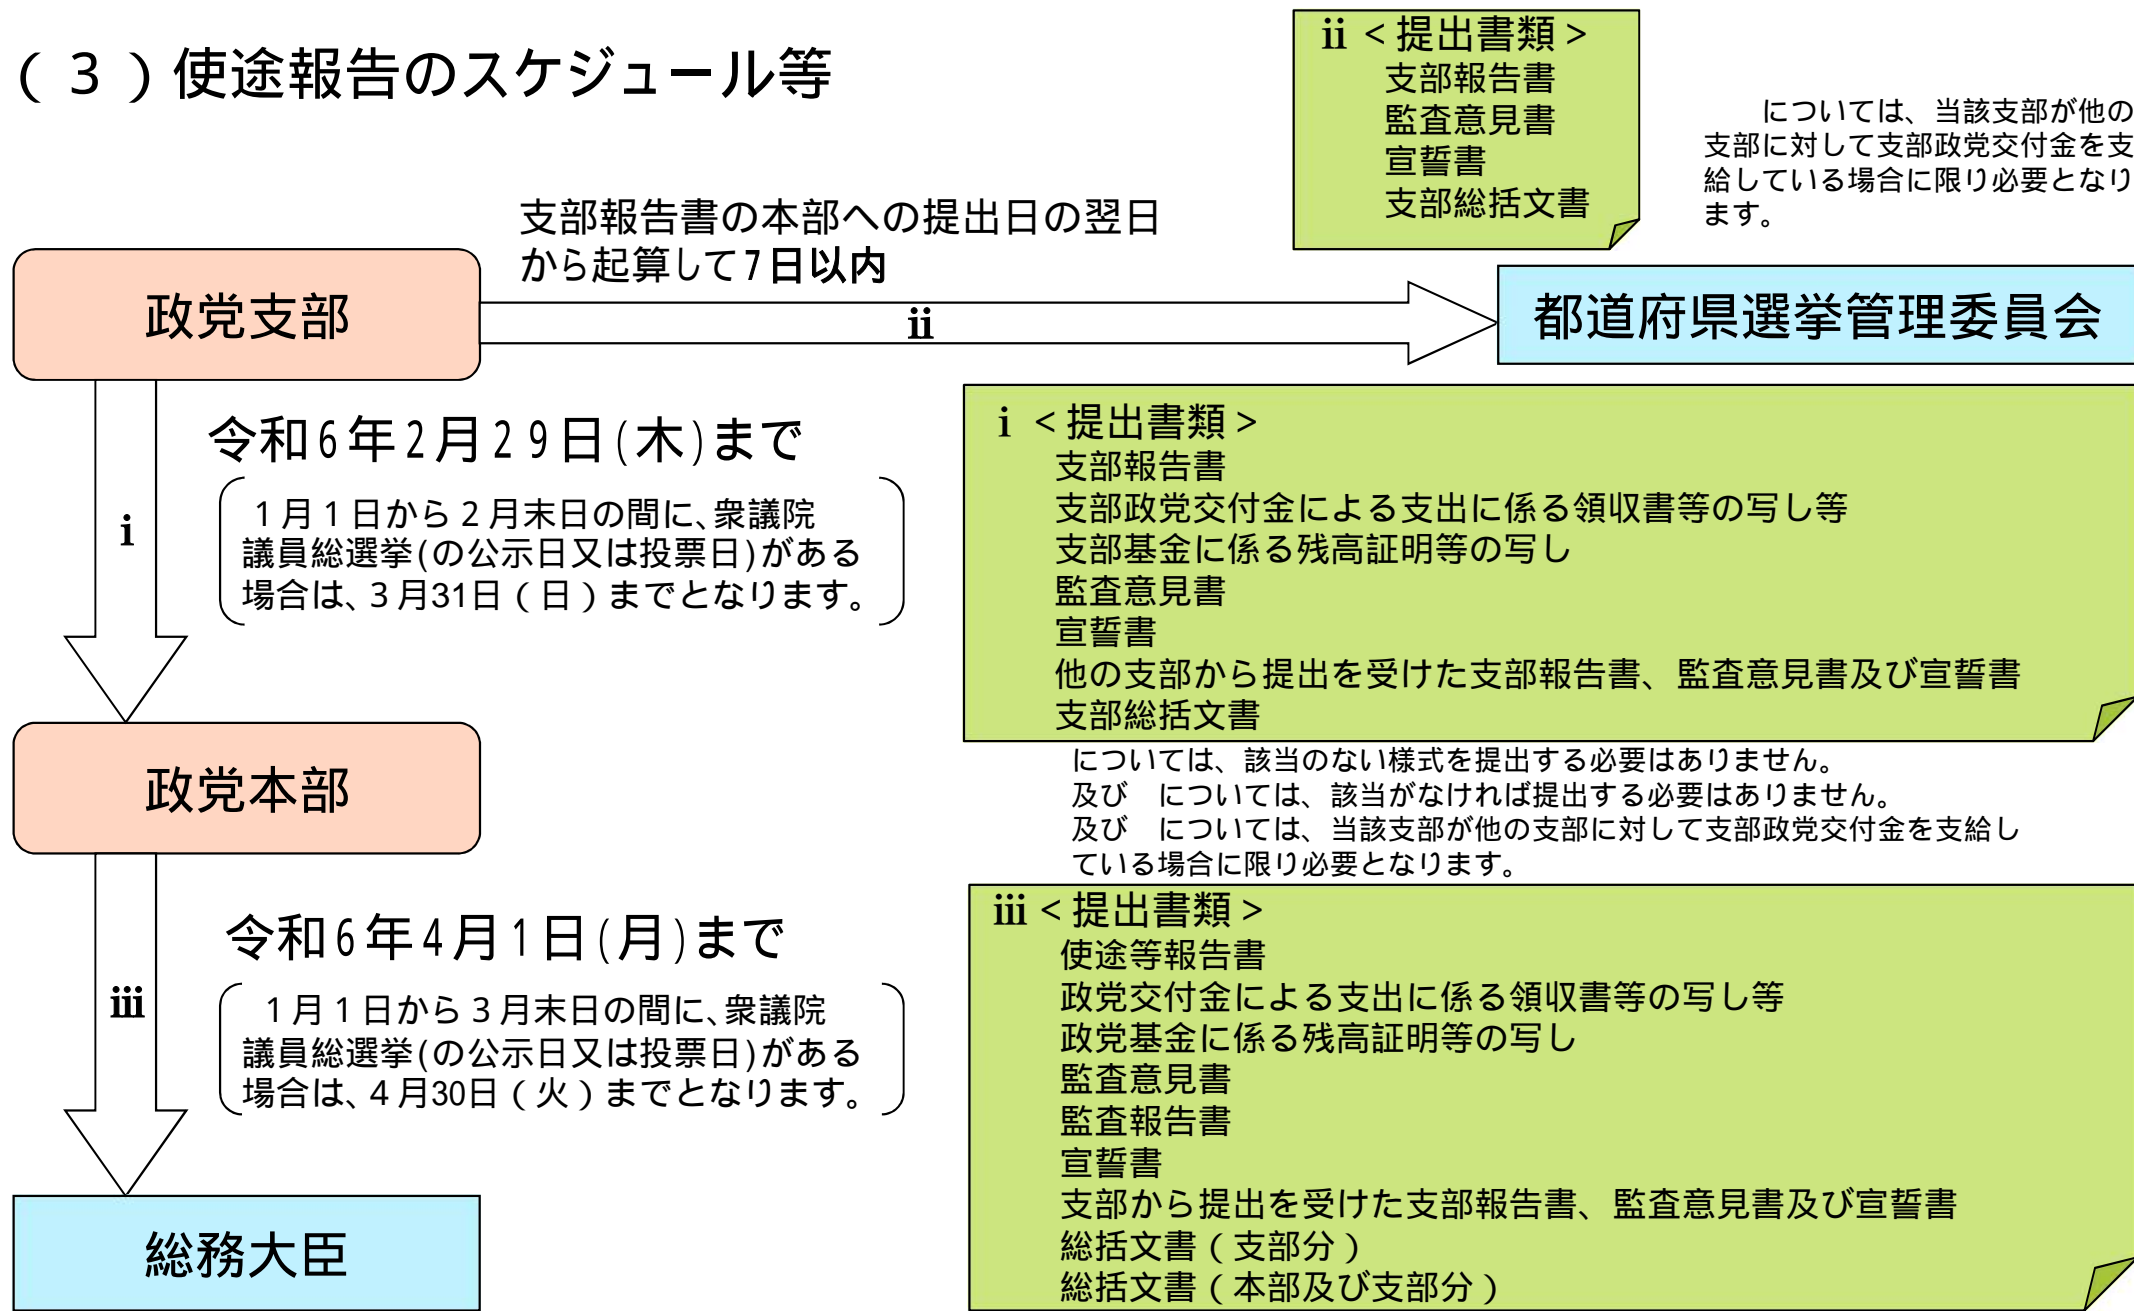 (３)使途報告のスケジュール等
ⅱ＜提出書類＞
支部報告書
監査意見書
宣誓書
支部総括文書
については、当該支部が他の
支部に対して支部政党交付金を支
給している場合に限り必要となり
ます。
支部報告書の本部への提出日の翌日
から起算して7日以内
政党支部
ⅱ
都道府県選挙管理委員会
令和6年2月29日(木)まで
１月１日から２月末日の間に、衆議院
議員総選挙(の公示日又は投票日)がある
場合は、３月31日（日）までとなります。
ⅰ
ⅰ ＜提出書類＞
支部報告書
支部政党交付金による支出に係る領収書等の写し等
支部基金に係る残高証明等の写し
監査意見書
宣誓書
他の支部から提出を受けた支部報告書、監査意見書及び宣誓書
支部総括文書
については、該当のない様式を提出する必要はありません。
及び　については、該当がなければ提出する必要はありません。
及び　については、当該支部が他の支部に対して支部政党交付金を支給し
ている場合に限り必要となります。
政党本部
令和6年4月1日(月)まで
１月１日から３月末日の間に、衆議院
議員総選挙(の公示日又は投票日)がある
場合は、４月30日（火）までとなります。
ⅲ
ⅲ＜提出書類＞
使途等報告書
政党交付金による支出に係る領収書等の写し等
政党基金に係る残高証明等の写し
監査意見書
監査報告書
宣誓書
支部から提出を受けた支部報告書、監査意見書及び宣誓書
総括文書（支部分）
総括文書（本部及び支部分）
総務大臣